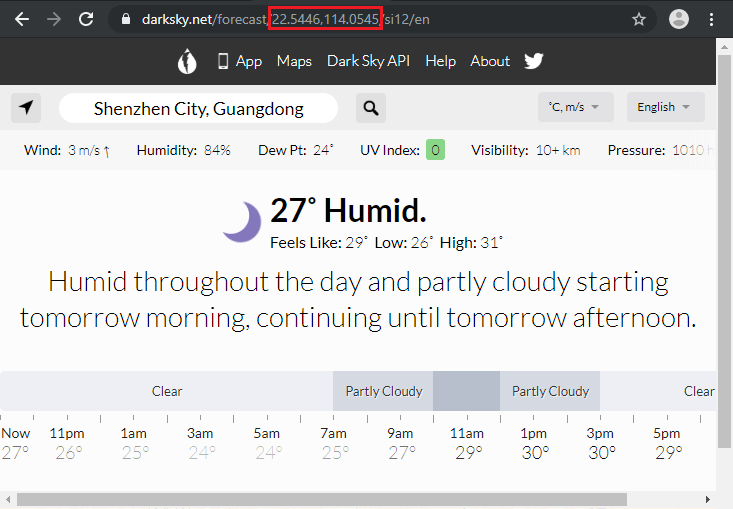 darksky.net/forecast/22.5446,114.0545/si12/en
App Maps Dark Sky API Help About
Shenzhen City, Guangdong °C, m/s English
Wind: 3 m/s ↑ Humidity: 84% Dew Pt: 24° UV Index: 0 Visibility: 10+ km Pressure: 1010 h
27° Humid.
Feels Like: 29° Low: 26° High: 31°
Humid throughout the day and partly cloudy starting
tomorrow morning, continuing until tomorrow afternoon.
Clear Partly Cloudy Partly Cloudy Clear
Now 11pm 1am 3am 5am 7am 9am 11am 1pm 3pm 5pm
27° 26° 25° 24° 24° 25° 27° 29° 30° 30° 29°